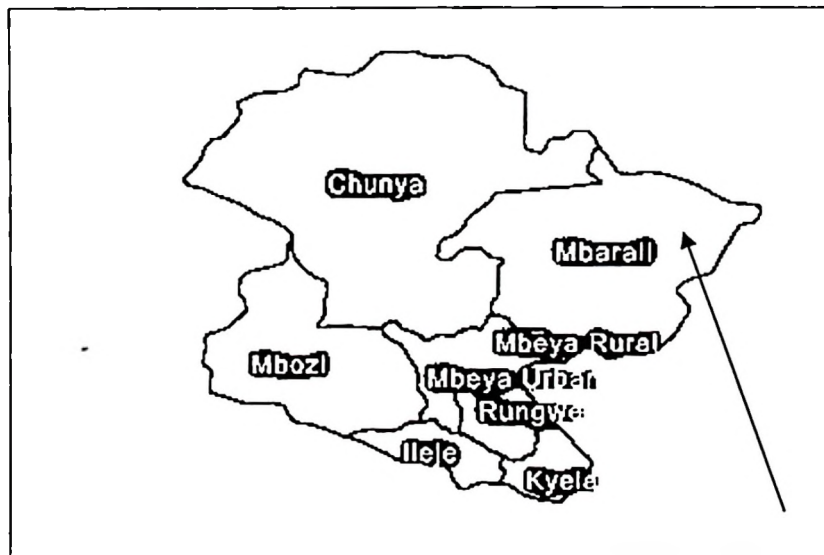 Chunya
Mbarali
Mbeya Rural
Mbozi
Mbeya Urban
Rungwe
Ileje
Kyela